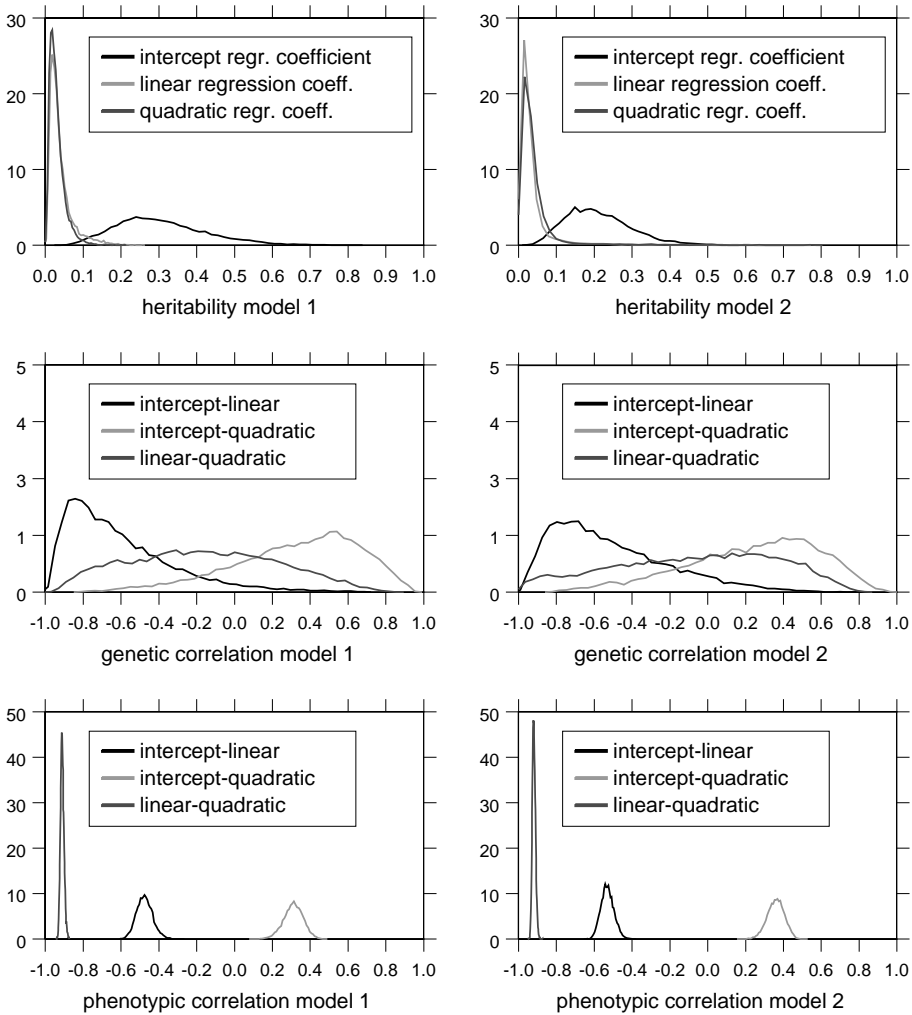 30
20
10
0
intercept regr. coefficient
linear regression coeff.
quadratic regr. coeff.
0.0 0.1 0.2 0.3 0.4 0.5 0.6 0.7 0.8 0.9 1.0
heritability model 1
30
20
10
0
intercept regr. coefficient
linear regression coeff.
quadratic regr. coeff.
0.0 0.1 0.2 0.3 0.4 0.5 0.6 0.7 0.8 0.9 1.0
heritability model 2
5
4
3
1
0
intercept-linear
intercept-quadratic
linear-quadratic
-1.0 -0.8 -0.6 -0.4 -0.2 0.0 0.2 0.4 0.6 0.8 1.0
genetic correlation model 1
5
4
3
1
0
intercept-linear
intercept-quadratic
linear-quadratic
-1.0 -0.8 -0.6 -0.4 -0.2 0.0 0.2 0.4 0.6 0.8 1.0
genetic correlation model 2
50
40
30
20
10
0
intercept-linear
intercept-quadratic
linear-quadratic
-1.0 -0.8 -0.6 -0.4 -0.2 0.0 0.2 0.4 0.6 0.8 1.0
phenotypic correlation model 1
50
40
30
20
10
0
intercept-linear
intercept-quadratic
linear-quadratic
-1.0 -0.8 -0.6 -0.4 -0.2 0.0 0.2 0.4 0.6 0.8 1.0
phenotypic correlation model 2